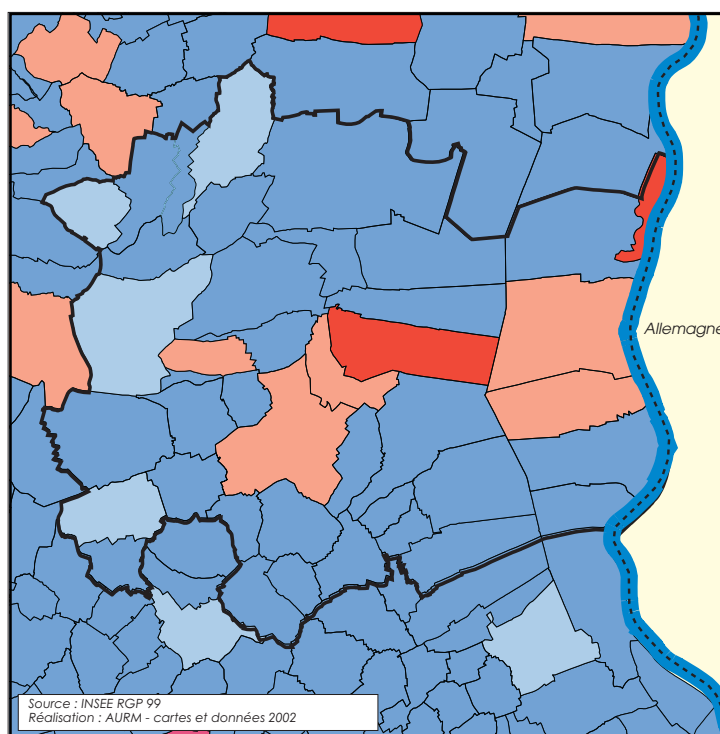 Allemagne
Source : INSEE RGP 99
Réalisation : AURM - cartes et données 2002